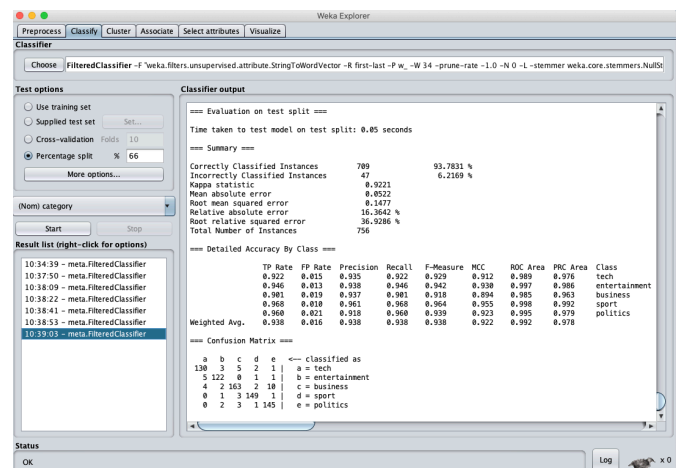 Weka Explorer
Preprocess Classify Cluster Associate Select attributes Visualize
Classifier
Choose FilteredClassifier -F "weka.filters.unsupervised.attribute.StringToWordVector -R first-last -P w_ -W 34 -prune-rate -1.0 -N 0 -L -stemmer weka.core.stemmers.NullSt
Test options
Use training set
Supplied test set Set...
Cross-validation Folds 10
Percentage split % 66
More options...
(Nom) category
Start Stop
Result list (right-click for options)
10:34:39 - meta.FilteredClassifier
10:37:50 - meta.FilteredClassifier
10:38:09 - meta.FilteredClassifier
10:38:22 - meta.FilteredClassifier
10:38:41 - meta.FilteredClassifier
10:38:53 - meta.FilteredClassifier
10:39:03 - meta.FilteredClassifier
Classifier output
=== Evaluation on test split ===
Time taken to test model on test split: 0.05 seconds
=== Summary ===
Correctly Classified Instances 709 93.7831 %
Incorrectly Classified Instances 47 6.2169 %
Kappa statistic 0.9221
Mean absolute error 0.0522
Root mean squared error 0.1477
Relative absolute error 16.3642 %
Root relative squared error 36.9286 %
Total Number of Instances 756
=== Detailed Accuracy By Class ===
TP Rate FP Rate Precision Recall F-Measure MCC ROC Area PRC Area Class
0.922 0.015 0.935 0.922 0.929 0.912 0.989 0.976 tech
0.946 0.013 0.938 0.946 0.942 0.930 0.997 0.986 entertainment
0.901 0.019 0.937 0.901 0.918 0.894 0.985 0.963 business
0.968 0.010 0.961 0.968 0.964 0.955 0.998 0.992 sport
0.960 0.021 0.918 0.960 0.939 0.923 0.995 0.979 politics
Weighted Avg. 0.938 0.016 0.938 0.938 0.938 0.922 0.992 0.978
=== Confusion Matrix ===
a b c d e <-- classified as
130 3 5 2 1 | a = tech
5 122 0 1 1 | b = entertainment
4 2 163 2 10 | c = business
0 1 3 149 1 | d = sport
0 2 3 1 145 | e = politics
Status
OK
Log x 0